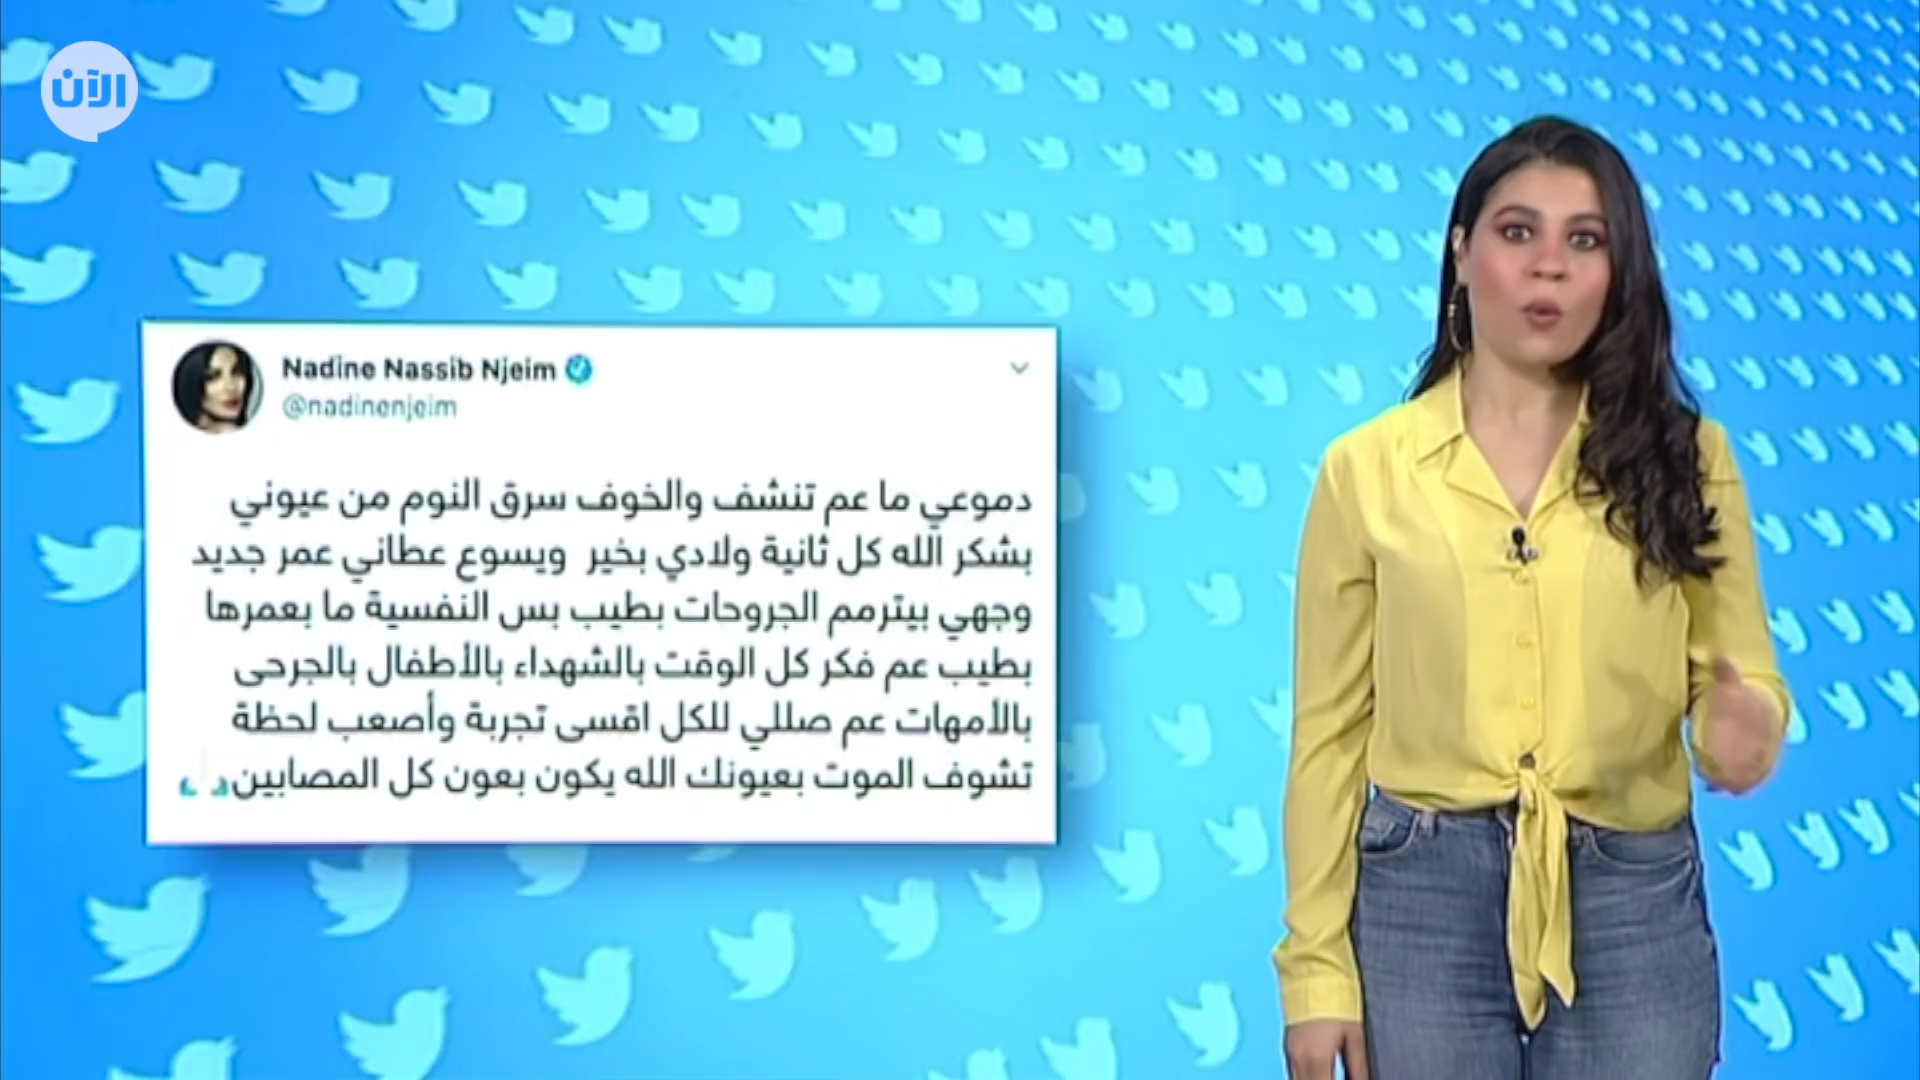 الآن
Nadine Nassib Njeim
@nadinenjeim
دموعي ما عم تنشف والخوف سرق النوم من عيوني
بشكر الله كل ثانية ولادي بخير ويسوع عطاني عمر جديد
وجهي بيترمم الجروحات بطيب بس النفسية ما بعمرها
بطيب عم فكر كل الوقت بالشهداء بالأطفال بالجرحى
بالأمهات عم صللي للكل اقسى تجربة وأصعب لحظة
تشوف الموت بعيونك الله يكون بعون كل المصابين